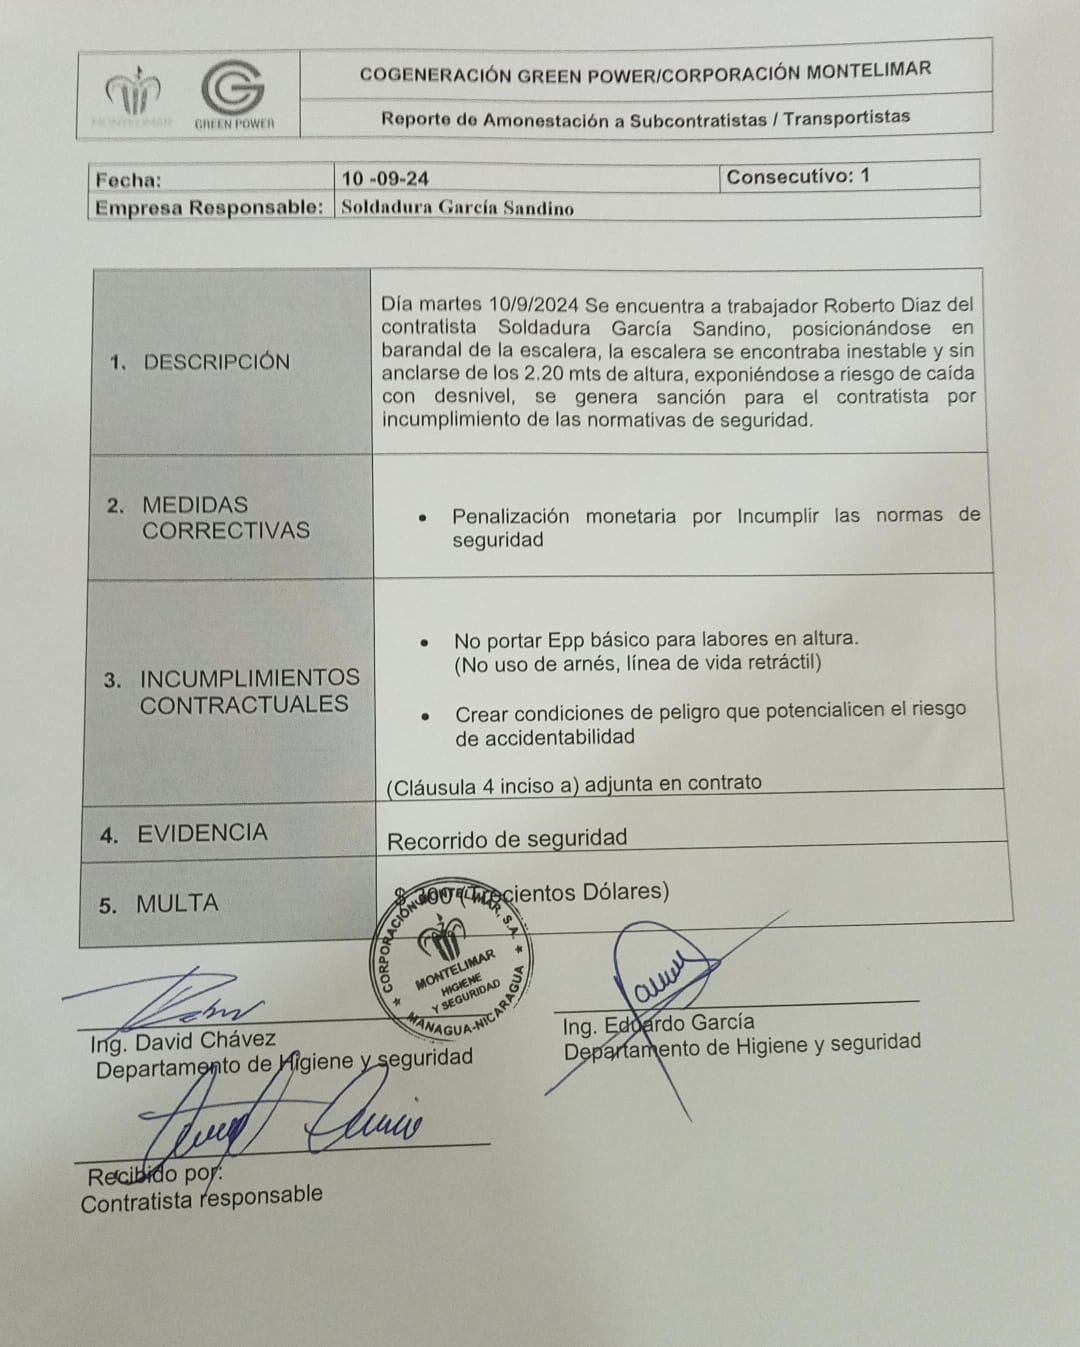 MONTELIMAR
GREEN POWER
COGENERACIÓN GREEN POWER/CORPORACIÓN MONTELIMAR
Reporte de Amonestación a Subcontratistas / Transportistas
Fecha: 10 -09-24 Consecutivo: 1
Empresa Responsable: Soldadura García Sandino
1. DESCRIPCIÓN
Día martes 10/9/2024 Se encuentra a trabajador Roberto Diaz del
contratista Soldadura García Sandino, posicionándose en
barandal de la escalera, la escalera se encontraba inestable y sin
anclarse de los 2.20 mts de altura, exponiéndose a riesgo de caída
con desnivel, se genera sanción para el contratista por
incumplimiento de las normativas de seguridad.
2. MEDIDAS
CORRECTIVAS
• Penalización monetaria por Incumplir las normas de
seguridad
3. INCUMPLIMIENTOS
CONTRACTUALES
• No portar Epp básico para labores en altura.
(No uso de arnés, línea de vida retráctil)
• Crear condiciones de peligro que potencialicen el riesgo
de accidentabilidad
(Cláusula 4 inciso a) adjunta en contrato
4. EVIDENCIA
Recorrido de seguridad
5. MULTA
$ 300 (Trecientos Dólares)
CORPORACIÓN MONTELIMAR, S.A.
MONTELIMAR
HIGIENE
Y SEGURIDAD
MANAGUA-NICARAGUA
Ing. David Chávez
Departamento de Higiene y seguridad
Ing. Eduardo García
Departamento de Higiene y seguridad
Recibido por:
Contratista responsable